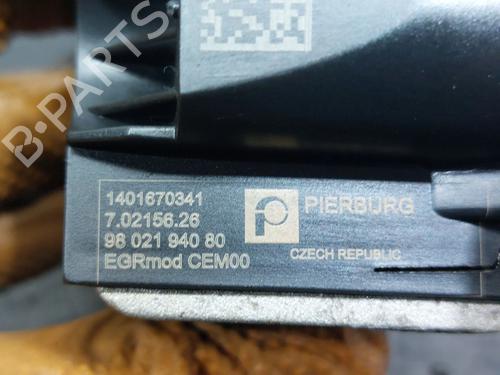 B-PARTS
1401670341
7.02156.26
98 021 940 80
EGRmod CEM00
PIERBURG
CZECH REPUBLIC